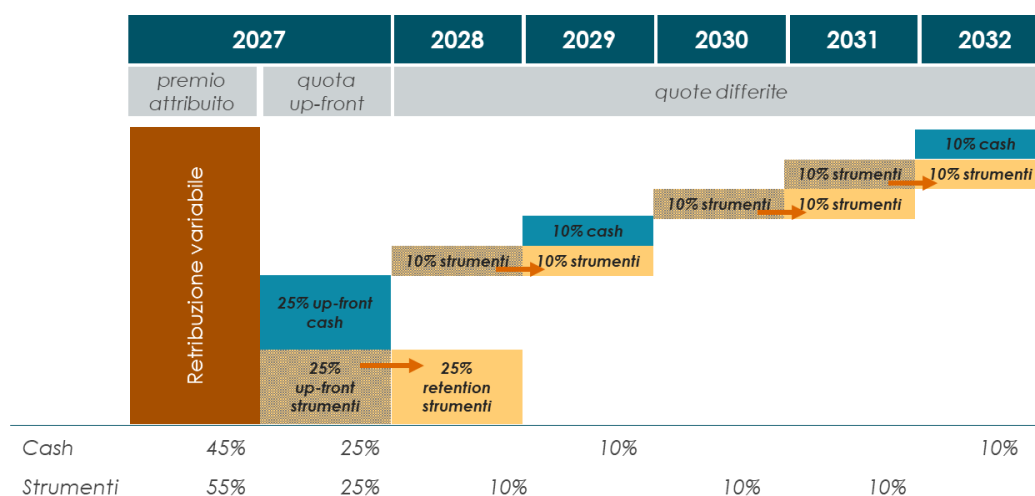 2027 2028 2029 2030 2031 2032
premio attribuito
quota up-front
quote differite
Retribuzione variabile
10% cash
10% strumenti
10% strumenti
10% strumenti
10% strumenti
10% cash
10% strumenti
10% strumenti
25% up-front
cash
25%
up-front
strumenti
25%
retention
strumenti
Cash 45% 25% 10% 10%
Strumenti 55% 25% 10% 10% 10%